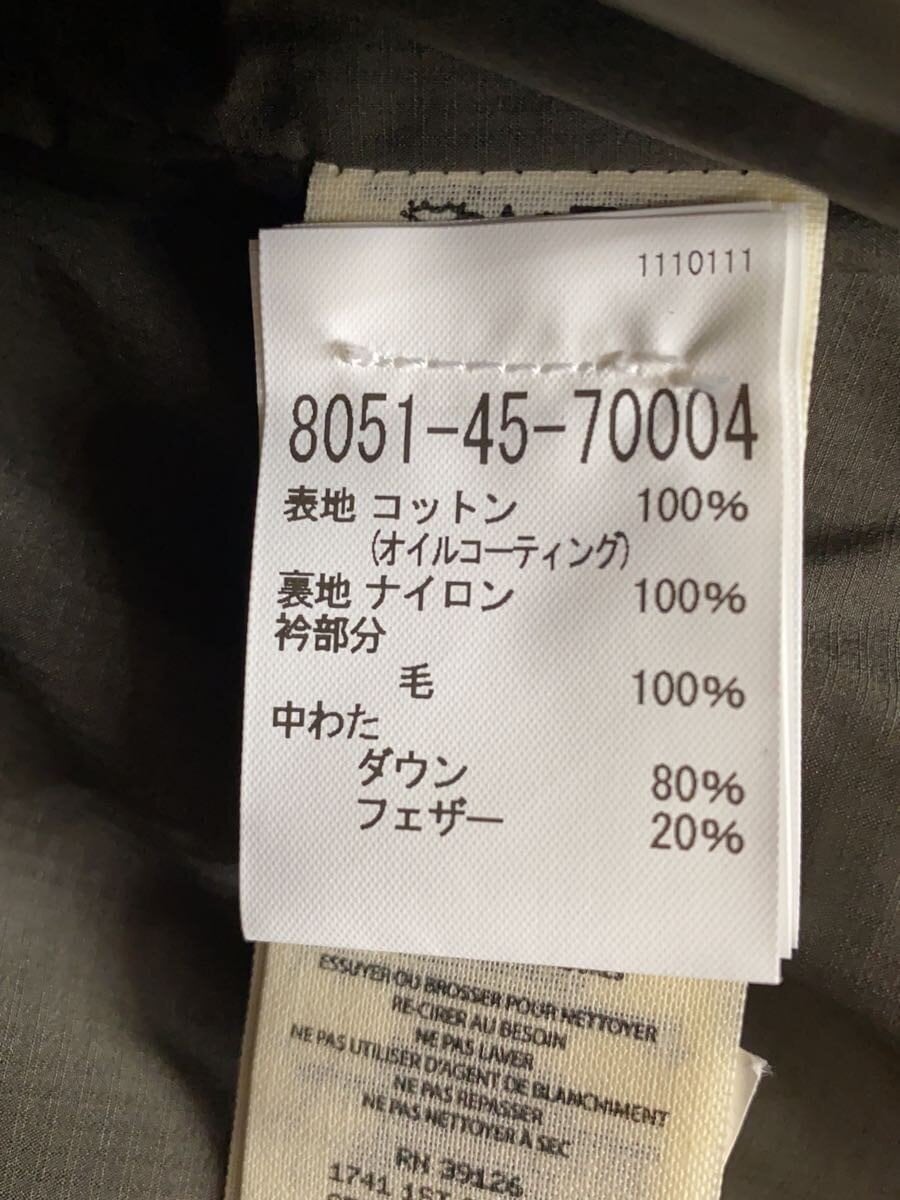 1110111
8051-45-70004
表地 コットン 100%
(オイルコーティング)
裏地 ナイロン 100%
衿部分
毛 100%
中わた
ダウン 80%
フェザー 20%
ESSUYER OU BROSSER POUR NETTOYER
RE-CIRER AU BESOIN
NE PAS LAVER
NE PAS UTILISER D'AGENT DE BLANCHIMENT
NE PAS REPASSER
NE PAS NETTOYER À SEC
RN 39126
1741 1ST